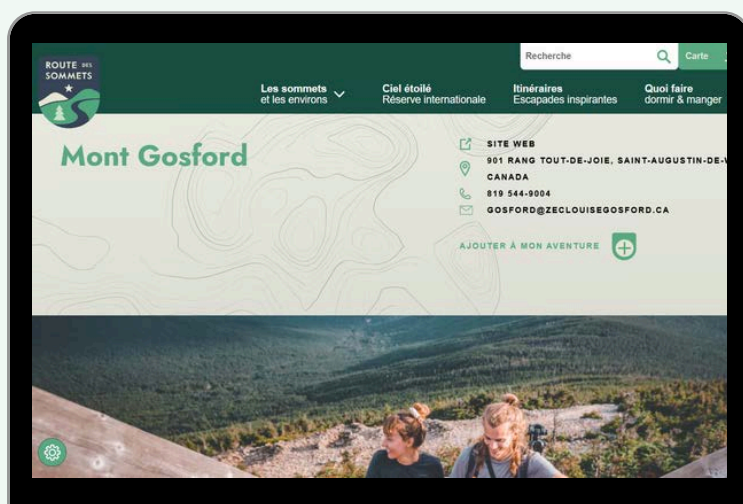 ROUTE DES
SOMMETS
Recherche
Carte
Les sommets
et les environs
Ciel étoilé
Réserve internationale
Itinéraires
Escapades inspirantes
Quoi faire
dormir & manger
Mont Gosford
SITE WEB
901 RANG TOUT-DE-JOIE, SAINT-AUGUSTIN-DE-
CANADA
819 544-9004
GOSFORD@ZECLOUISEGOSFORD.CA
AJOUTER À MON AVENTURE